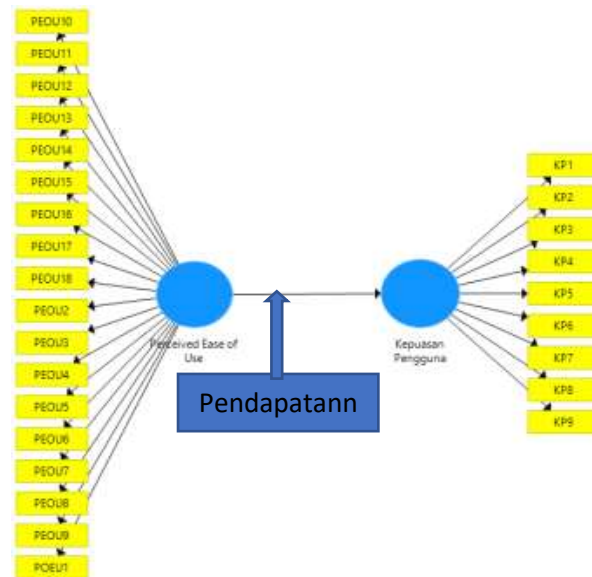 PEOU10
PEOU11
PEOU12
PEOU13
PEOU14
PEOU15
PEOU16
PEOU17
PEOU18
PEOU2
PEOU3
PEOU4
PEOU5
PEOU6
PEOU7
PEOU8
PEOU9
POEU1
Perceived Ease of
Use
Pendapatann
Kepuasan
Pengguna
KP1
KP2
KP3
KP4
KP5
KP6
KP7
KP8
KP9